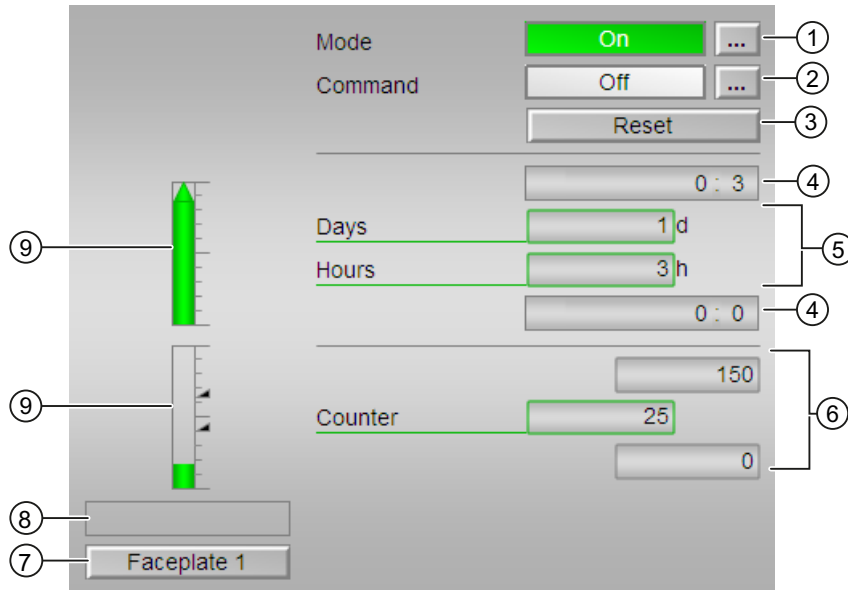 Mode On ... 1
Command Off ... 2
Reset 3
0 : 3 4
9 Days 1 d 5
Hours 3 h
0 : 0 4
150
9 Counter 25 6
0
8
7 Faceplate 1